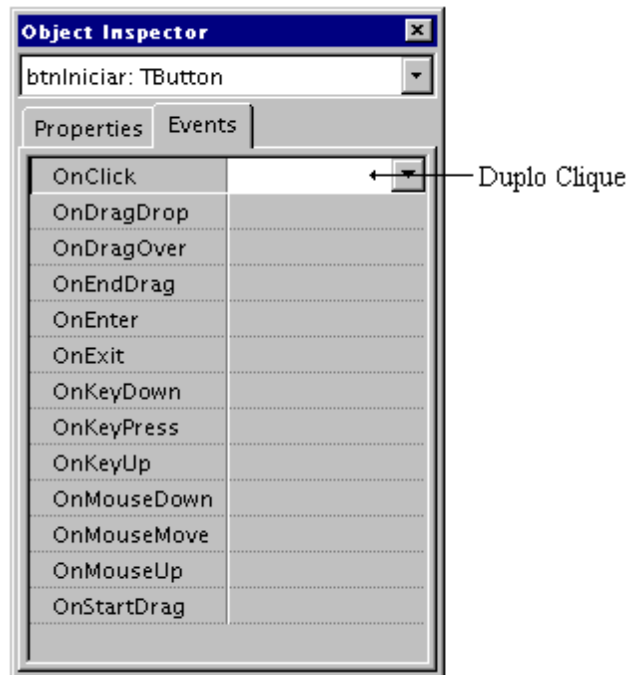 Object Inspector
btnIniciar: TButton
Properties Events
OnClick Duplo Clique
OnDragDrop
OnDragOver
OnEndDrag
OnEnter
OnExit
OnKeyDown
OnKeyPress
OnKeyUp
OnMouseDown
OnMouseMove
OnMouseUp
OnStartDrag